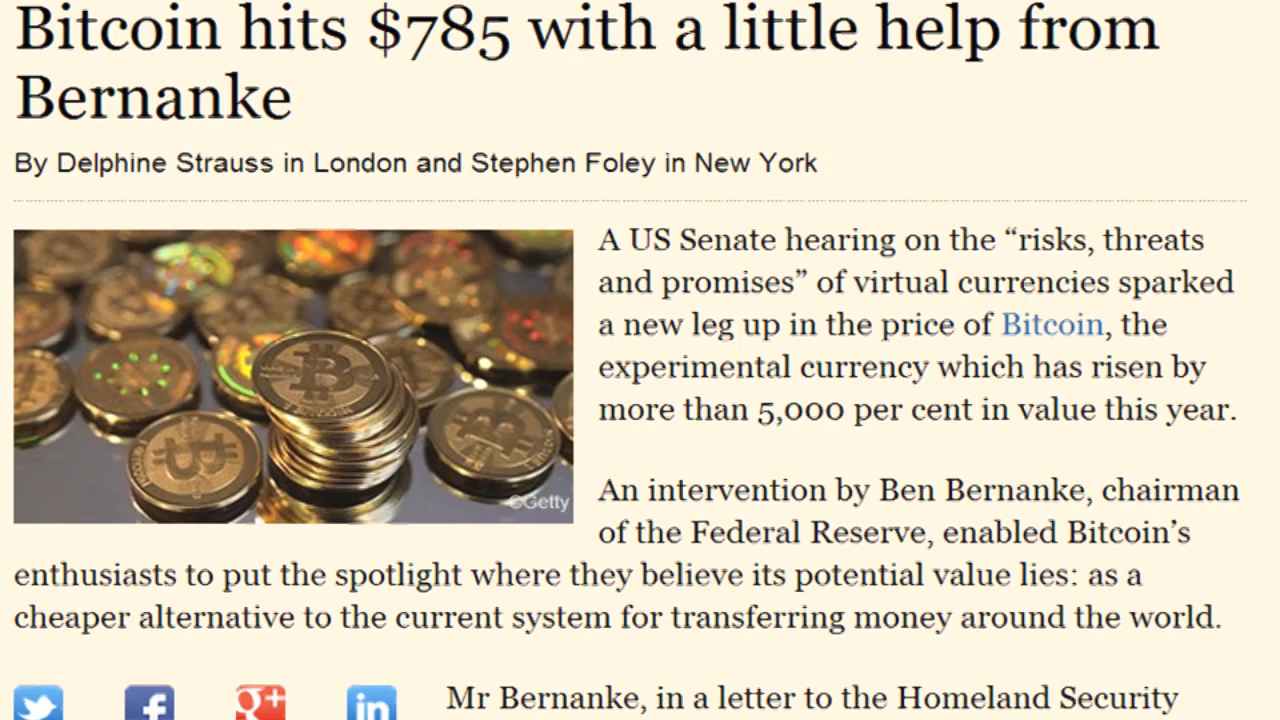 Bitcoin hits $785 with a little help from
Bernanke
By Delphine Strauss in London and Stephen Foley in New York
A US Senate hearing on the “risks, threats
and promises” of virtual currencies sparked
a new leg up in the price of Bitcoin, the
experimental currency which has risen by
more than 5,000 per cent in value this year.
©Getty
An intervention by Ben Bernanke, chairman
of the Federal Reserve, enabled Bitcoin’s
enthusiasts to put the spotlight where they believe its potential value lies: as a
cheaper alternative to the current system for transferring money around the world.
Mr Bernanke, in a letter to the Homeland Security